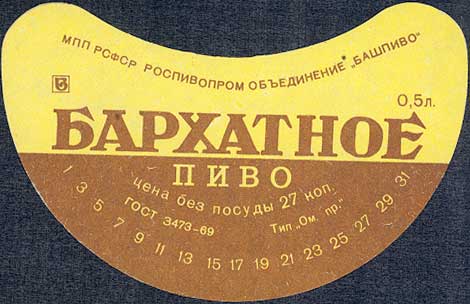 МПП РСФСР РОСПИВОПРОМ ОБЪЕДИНЕНИЕ „БАШПИВО"
0,5л.
БАРХАТНОЕ
ПИВО
цена без посуды 27 коп.
ГОСТ 3473-69
Тип „Ом. пр."
1 3 5 7 9 11 13 15 17 19 21 23 25 27 29 31